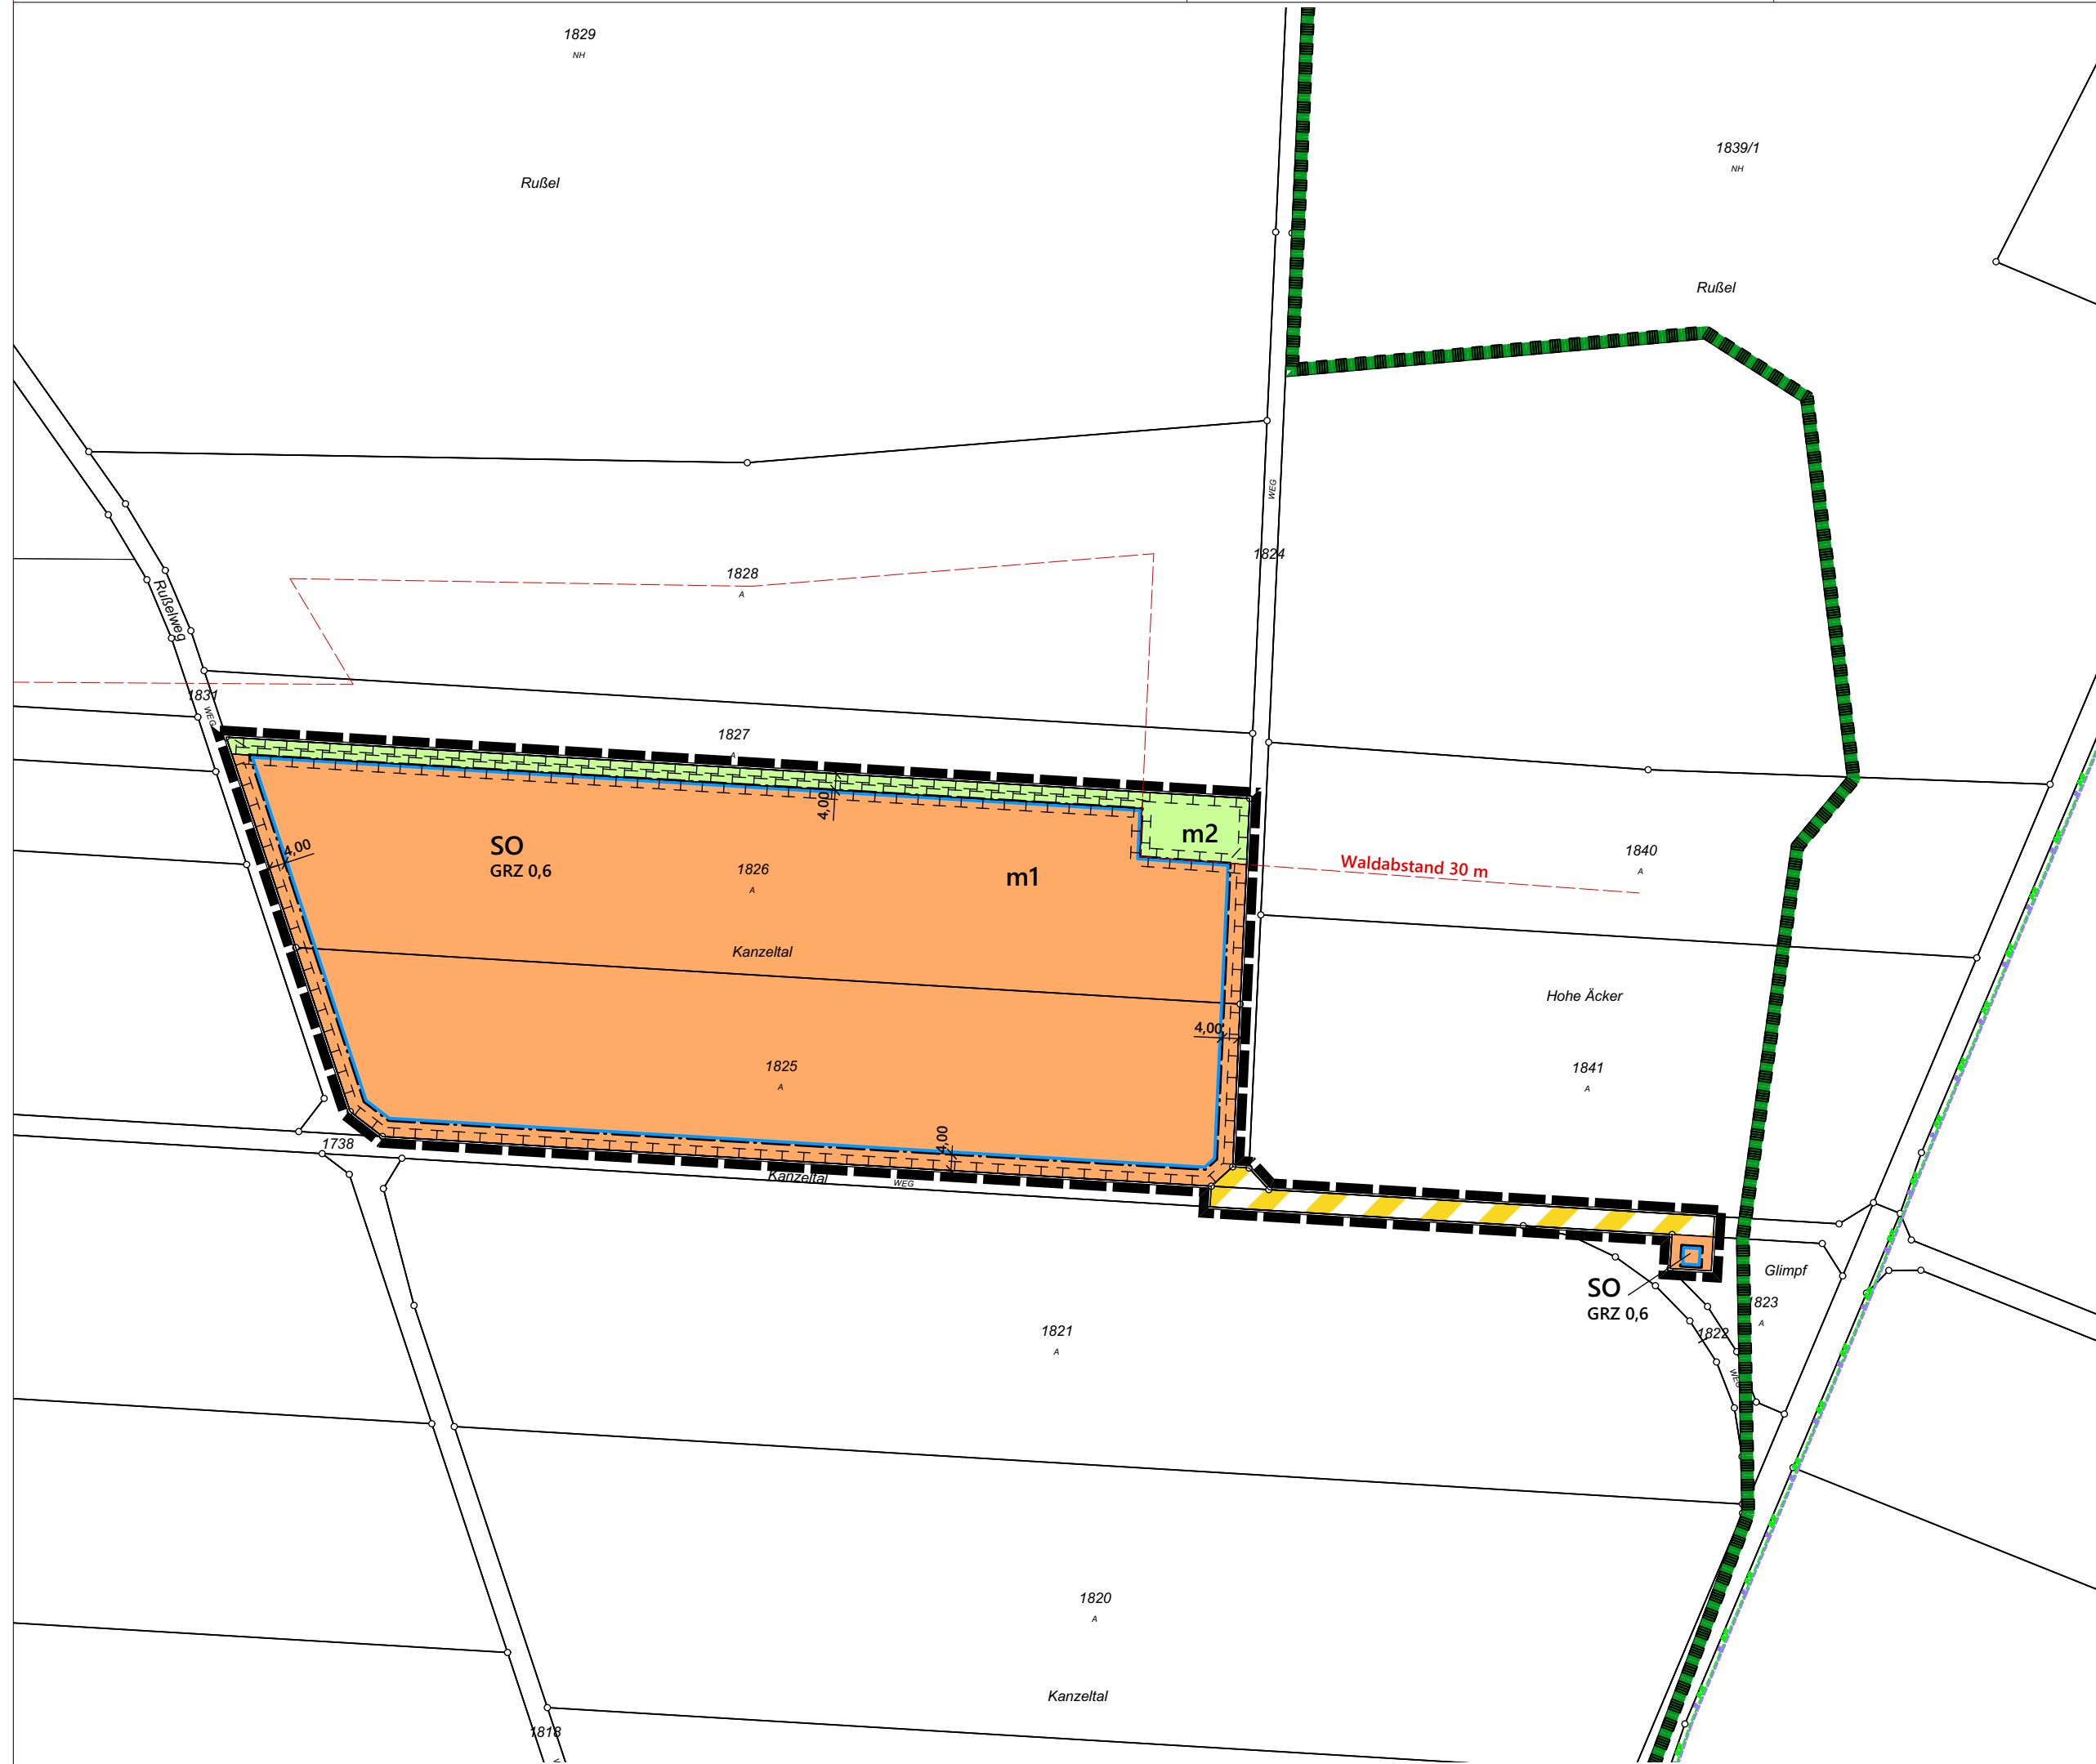 1829
NH
1839/1
NH
Rußel
Rußel
WEG
1824
1828
A
Rußelweg
1831
WEG
1827
A
4,00
m2
4,00
SO
GRZ 0,6
1826
A
m1
Waldabstand 30 m
1840
A
Kanzeltal
Hohe Äcker
4,00
1825
A
1841
A
4,00
1738
Kanzeltal
WEG
SO
GRZ 0,6
Glimpf
823
A
1822
WEG
1821
A
1820
A
Kanzeltal
1818